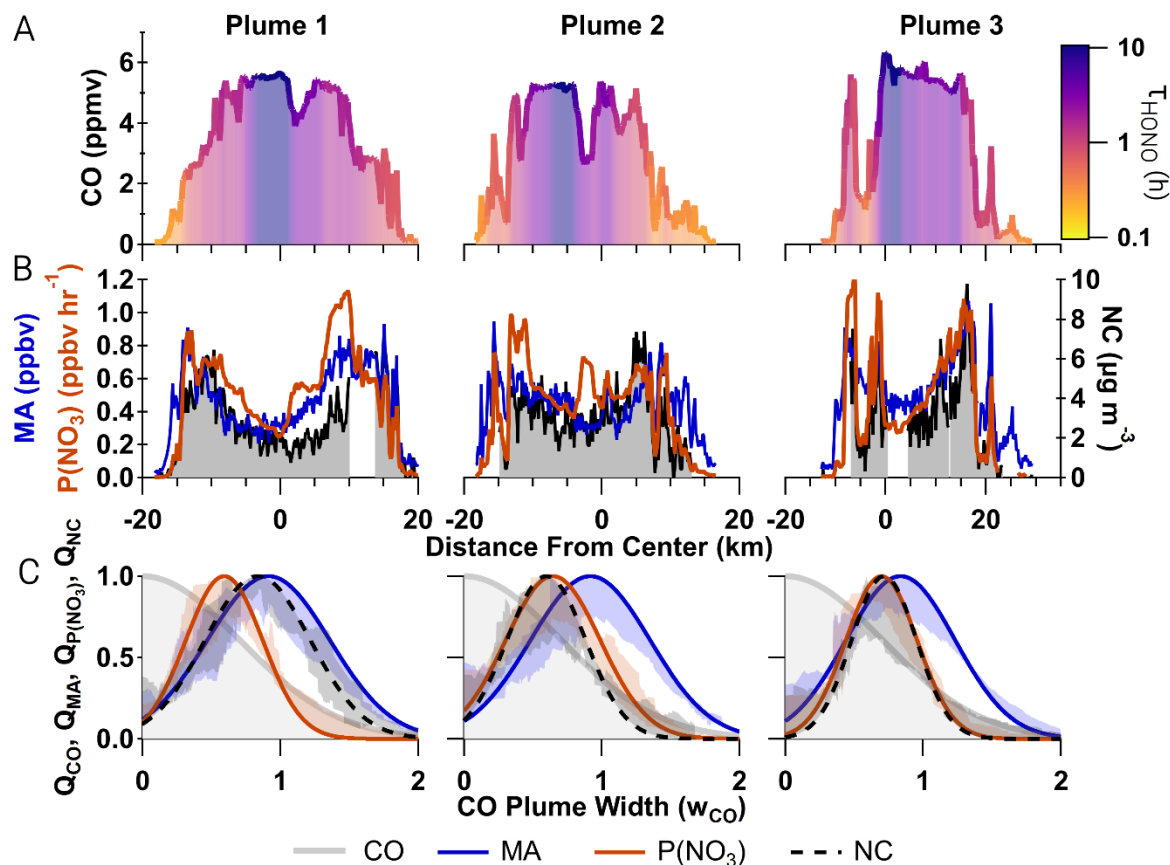 A
Plume 1
Plume 2
Plume 3
CO (ppmv)
6
4
2
0
10
1
0.1
τHONO (h)
B
MA (ppbv)
P(NO3) (ppbv hr-1)
1.2
1.0
0.8
0.6
0.4
0.2
0.0
10
8
6
4
2
0
NC (µg m-3)
-20 0 20 -20 0 20 -20 0 20
Distance From Center (km)
C
QCO, QMA, QP(NO3), QNC
1.0
0.5
0.0
0 1 2 0 1 2 0 1 2
CO Plume Width (wCO)
CO MA P(NO3) NC